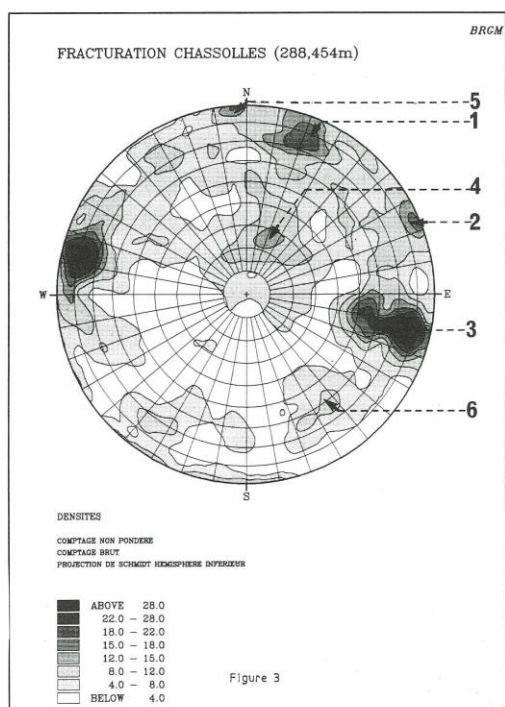 BRGM
FRACTURATION CHASSOLLES (288,454m)
N
5
1
4
2
W
E
3
6
S
DENSITES
COMPTAGE NON PONDERE
COMPTAGE BRUT
PROJECTION DE SCHMIDT HEMISPHERE INFERIEUR
ABOVE 28.0
22.0 - 28.0
18.0 - 22.0
15.0 - 18.0
12.0 - 15.0
8.0 - 12.0
4.0 - 8.0
BELOW 4.0
Figure 3